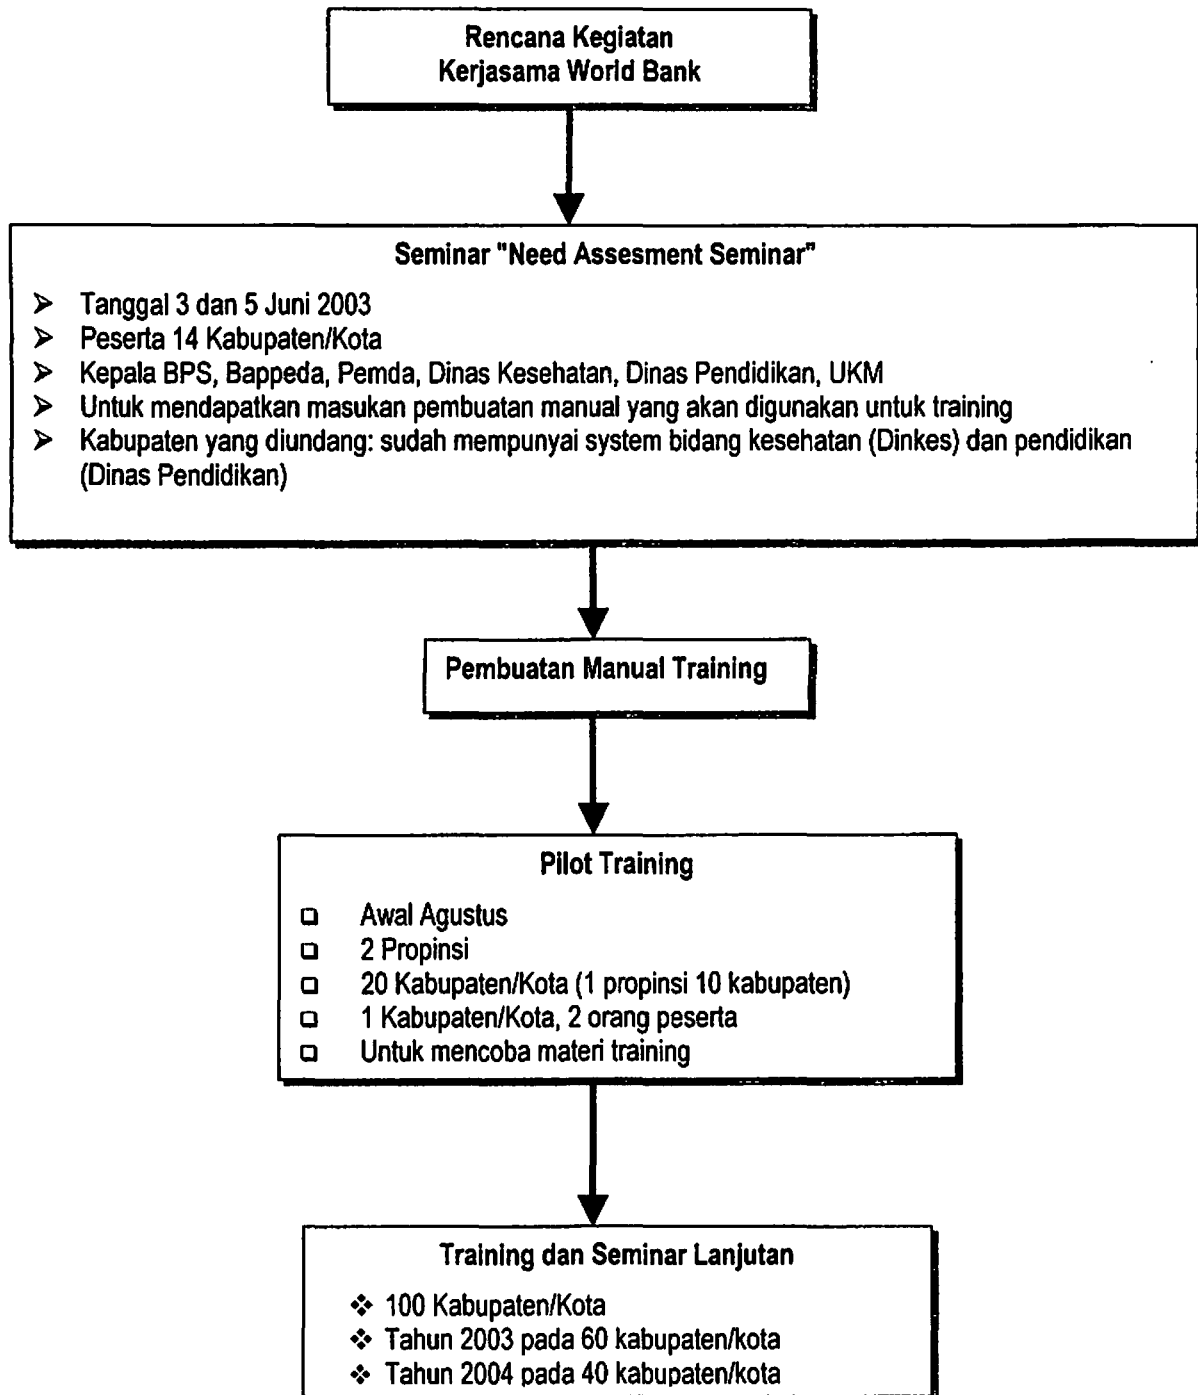 Rencana Kegiatan
Kerjasama World Bank
Seminar "Need Assesment Seminar"
➢ Tanggal 3 dan 5 Juni 2003
➢ Peserta 14 Kabupaten/Kota
➢ Kepala BPS, Bappeda, Pemda, Dinas Kesehatan, Dinas Pendidikan, UKM
➢ Untuk mendapatkan masukan pembuatan manual yang akan digunakan untuk training
➢ Kabupaten yang diundang: sudah mempunyai system bidang kesehatan (Dinkes) dan pendidikan
(Dinas Pendidikan)
Pembuatan Manual Training
Pilot Training
❑ Awal Agustus
❑ 2 Propinsi
❑ 20 Kabupaten/Kota (1 propinsi 10 kabupaten)
❑ 1 Kabupaten/Kota, 2 orang peserta
❑ Untuk mencoba materi training
Training dan Seminar Lanjutan
❖ 100 Kabupaten/Kota
❖ Tahun 2003 pada 60 kabupaten/kota
❖ Tahun 2004 pada 40 kabupaten/kota